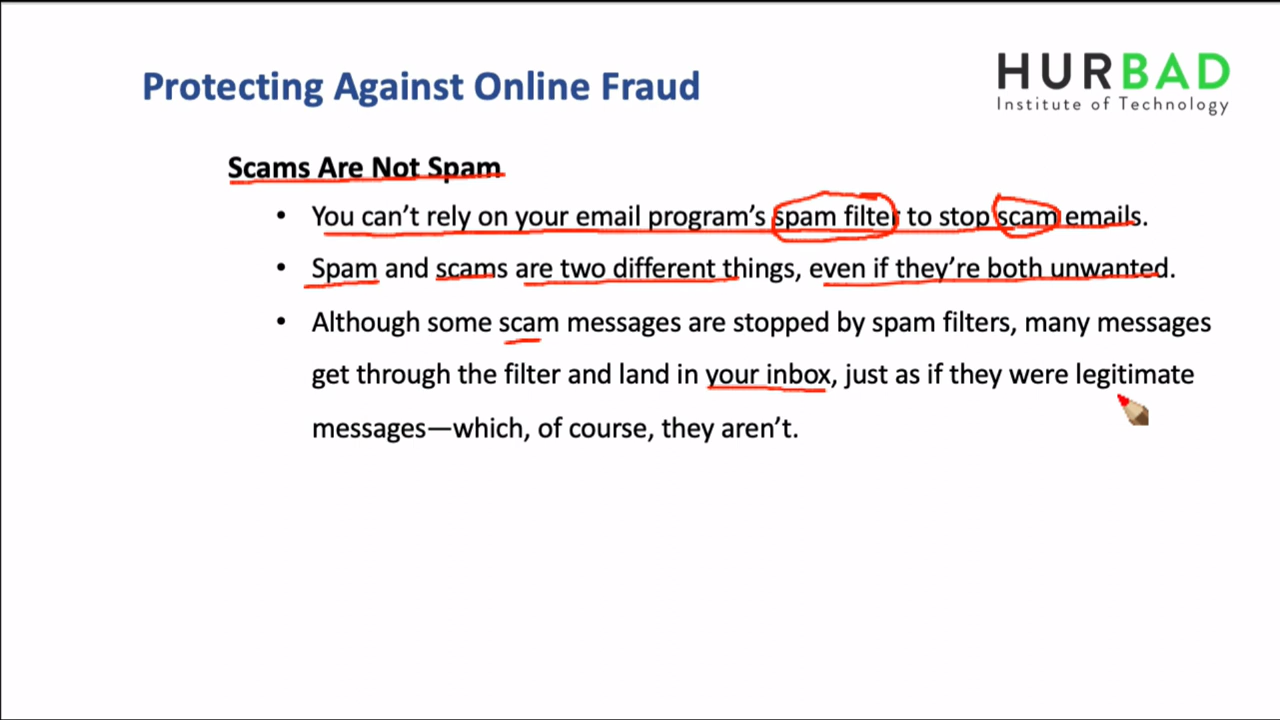 Protecting Against Online Fraud
HURBAD
Institute of Technology
Scams Are Not Spam
• You can’t rely on your email program’s spam filter to stop scam emails.
• Spam and scams are two different things, even if they’re both unwanted.
• Although some scam messages are stopped by spam filters, many messages
get through the filter and land in your inbox, just as if they were legitimate
messages—which, of course, they aren’t.